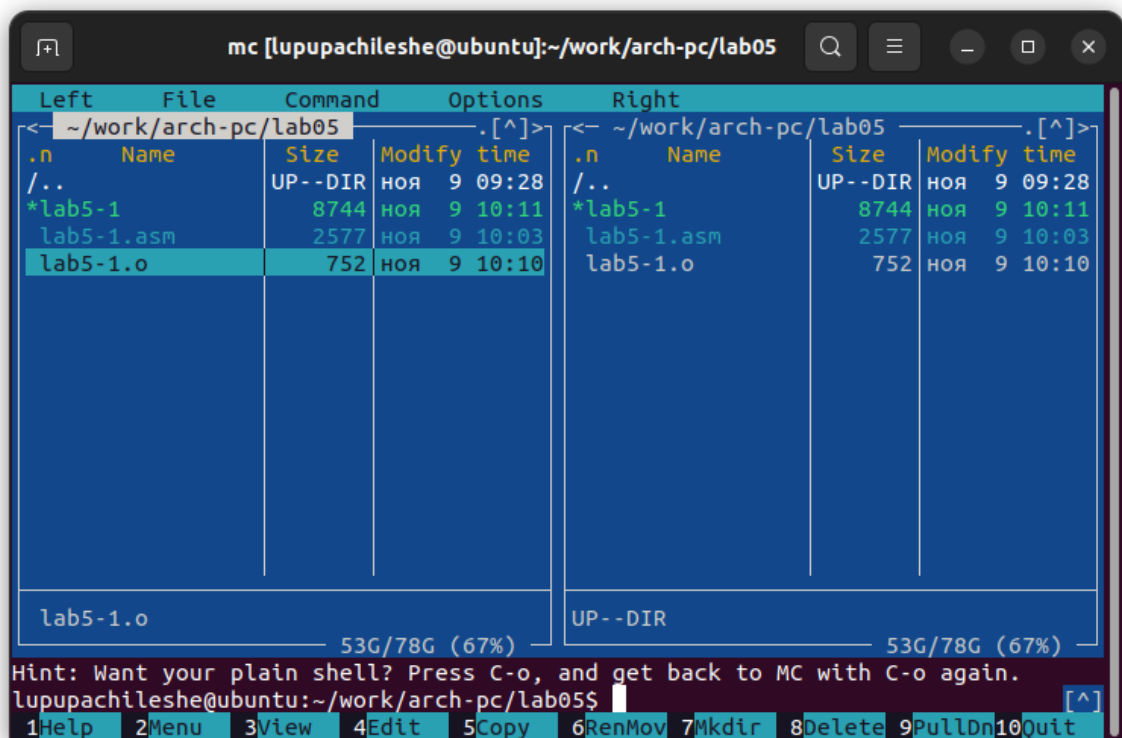 mc [lupupachileshe@ubuntu]:~/work/arch-pc/lab05
Left File Command Options Right
<- ~/work/arch-pc/lab05 .[^]> <- ~/work/arch-pc/lab05 .[^]>
.n Name Size Modify time .n Name Size Modify time
/.. UP--DIR ноя 9 09:28 /.. UP--DIR ноя 9 09:28
*lab5-1 8744 ноя 9 10:11 *lab5-1 8744 ноя 9 10:11
lab5-1.asm 2577 ноя 9 10:03 lab5-1.asm 2577 ноя 9 10:03
lab5-1.o 752 ноя 9 10:10 lab5-1.o 752 ноя 9 10:10
lab5-1.o UP--DIR
53G/78G (67%) 53G/78G (67%)
Hint: Want your plain shell? Press C-o, and get back to MC with C-o again.
lupupachileshe@ubuntu:~/work/arch-pc/lab05$ [^]
1Help 2Menu 3View 4Edit 5Copy 6RenMov 7Mkdir 8Delete 9PullDn 10Quit